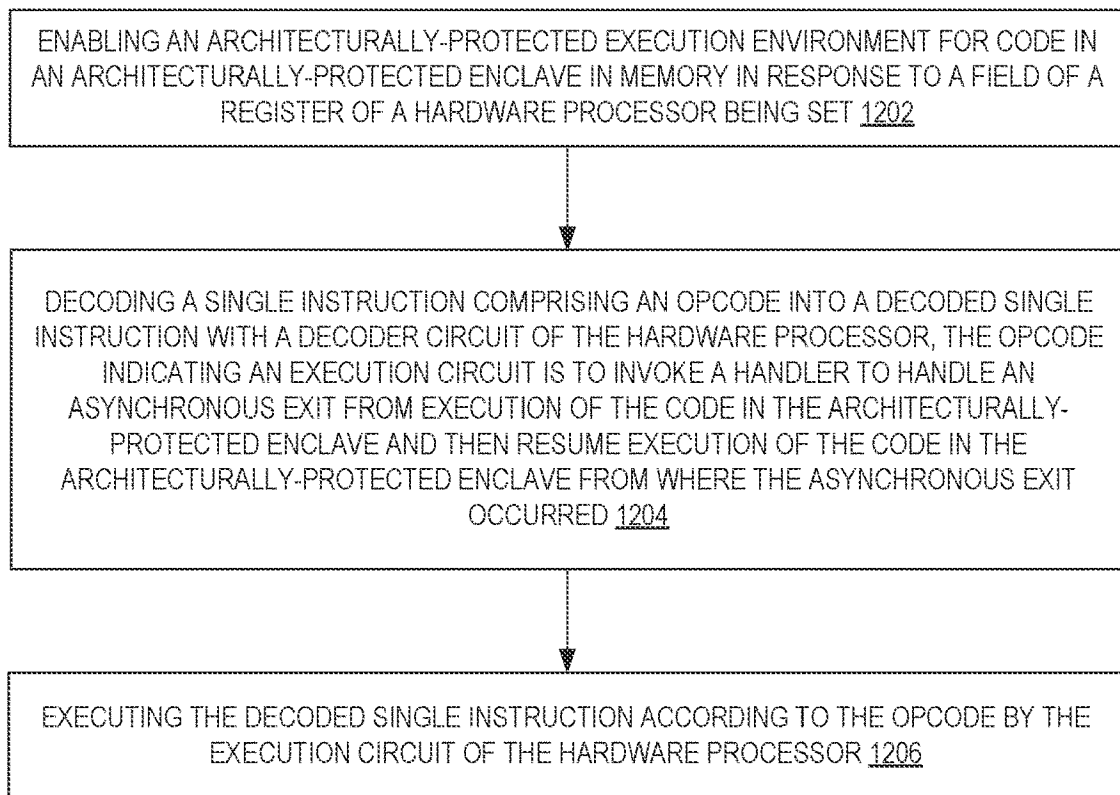 ENABLING AN ARCHITECTURALLY-PROTECTED EXECUTION ENVIRONMENT FOR CODE IN
AN ARCHITECTURALLY-PROTECTED ENCLAVE IN MEMORY IN RESPONSE TO A FIELD OF A
REGISTER OF A HARDWARE PROCESSOR BEING SET 1202
DECODING A SINGLE INSTRUCTION COMPRISING AN OPCODE INTO A DECODED SINGLE
INSTRUCTION WITH A DECODER CIRCUIT OF THE HARDWARE PROCESSOR, THE OPCODE
INDICATING AN EXECUTION CIRCUIT IS TO INVOKE A HANDLER TO HANDLE AN
ASYNCHRONOUS EXIT FROM EXECUTION OF THE CODE IN THE ARCHITECTURALLY-
PROTECTED ENCLAVE AND THEN RESUME EXECUTION OF THE CODE IN THE
ARCHITECTURALLY-PROTECTED ENCLAVE FROM WHERE THE ASYNCHRONOUS EXIT
OCCURRED 1204
EXECUTING THE DECODED SINGLE INSTRUCTION ACCORDING TO THE OPCODE BY THE
EXECUTION CIRCUIT OF THE HARDWARE PROCESSOR 1206